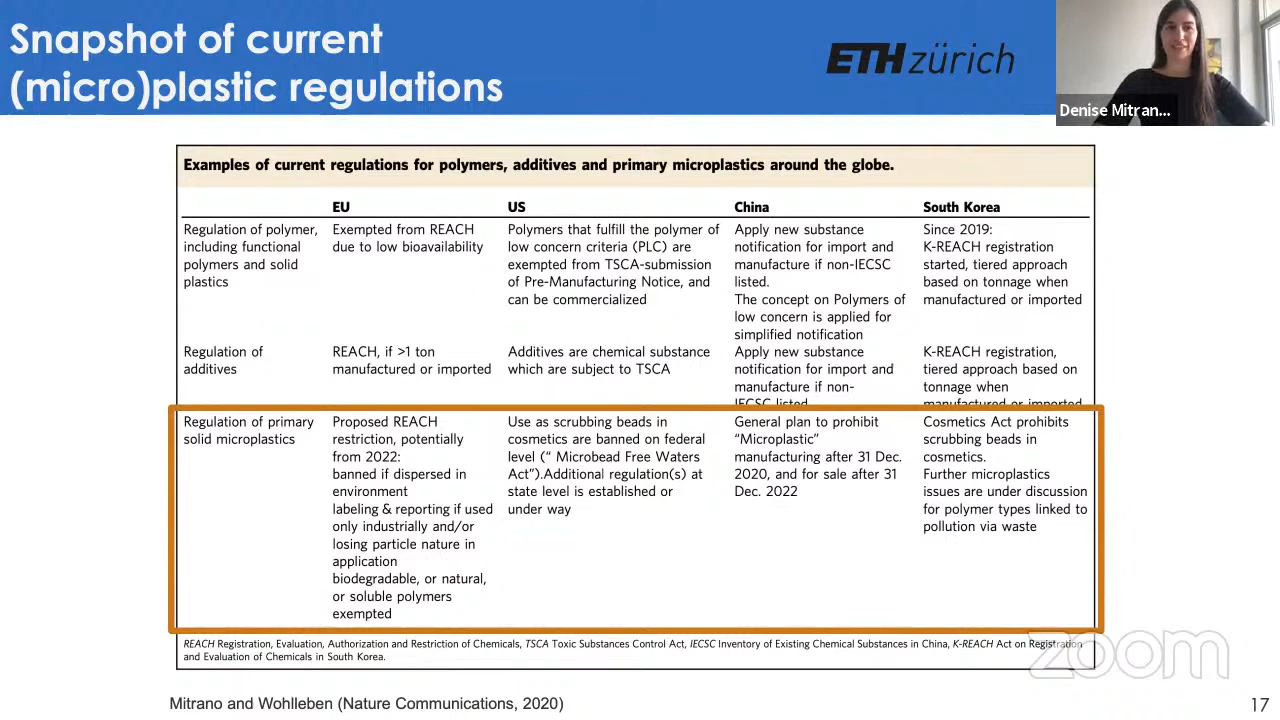 Snapshot of current
(micro)plastic regulations
ETH zürich
Denise Mitran...
Examples of current regulations for polymers, additives and primary microplastics around the globe.
EU
US
China
South Korea
Regulation of polymer,
including functional
polymers and solid
plastics
Exempted from REACH
due to low bioavailability
Polymers that fulfill the polymer of
low concern criteria (PLC) are
exempted from TSCA-submission
of Pre-Manufacturing Notice, and
can be commercialized
Apply new substance
notification for import and
manufacture if non-IECSC
listed.
The concept on Polymers of
low concern is applied for
simplified notification
Since 2019:
K-REACH registration
started, tiered approach
based on tonnage when
manufactured or imported
Regulation of
additives
REACH, if >1 ton
manufactured or imported
Additives are chemical substance
which are subject to TSCA
Apply new substance
notification for import and
manufacture if non-
IECSC listed
K-REACH registration,
tiered approach based on
tonnage when
manufactured or imported
Regulation of primary
solid microplastics
Proposed REACH
restriction, potentially
from 2022:
banned if dispersed in
environment
labeling & reporting if used
only industrially and/or
losing particle nature in
application
biodegradable, or natural,
or soluble polymers
exempted
Use as scrubbing beads in
cosmetics are banned on federal
level (“ Microbead Free Waters
Act”).Additional regulation(s) at
state level is established or
under way
General plan to prohibit
“Microplastic”
manufacturing after 31 Dec.
2020, and for sale after 31
Dec. 2022
Cosmetics Act prohibits
scrubbing beads in
cosmetics.
Further microplastics
issues are under discussion
for polymer types linked to
pollution via waste
REACH Registration, Evaluation, Authorization and Restriction of Chemicals, TSCA Toxic Substances Control Act, IECSC Inventory of Existing Chemical Substances in China, K-REACH Act on Registration
and Evaluation of Chemicals in South Korea.
zoom
Mitrano and Wohlleben (Nature Communications, 2020)
17